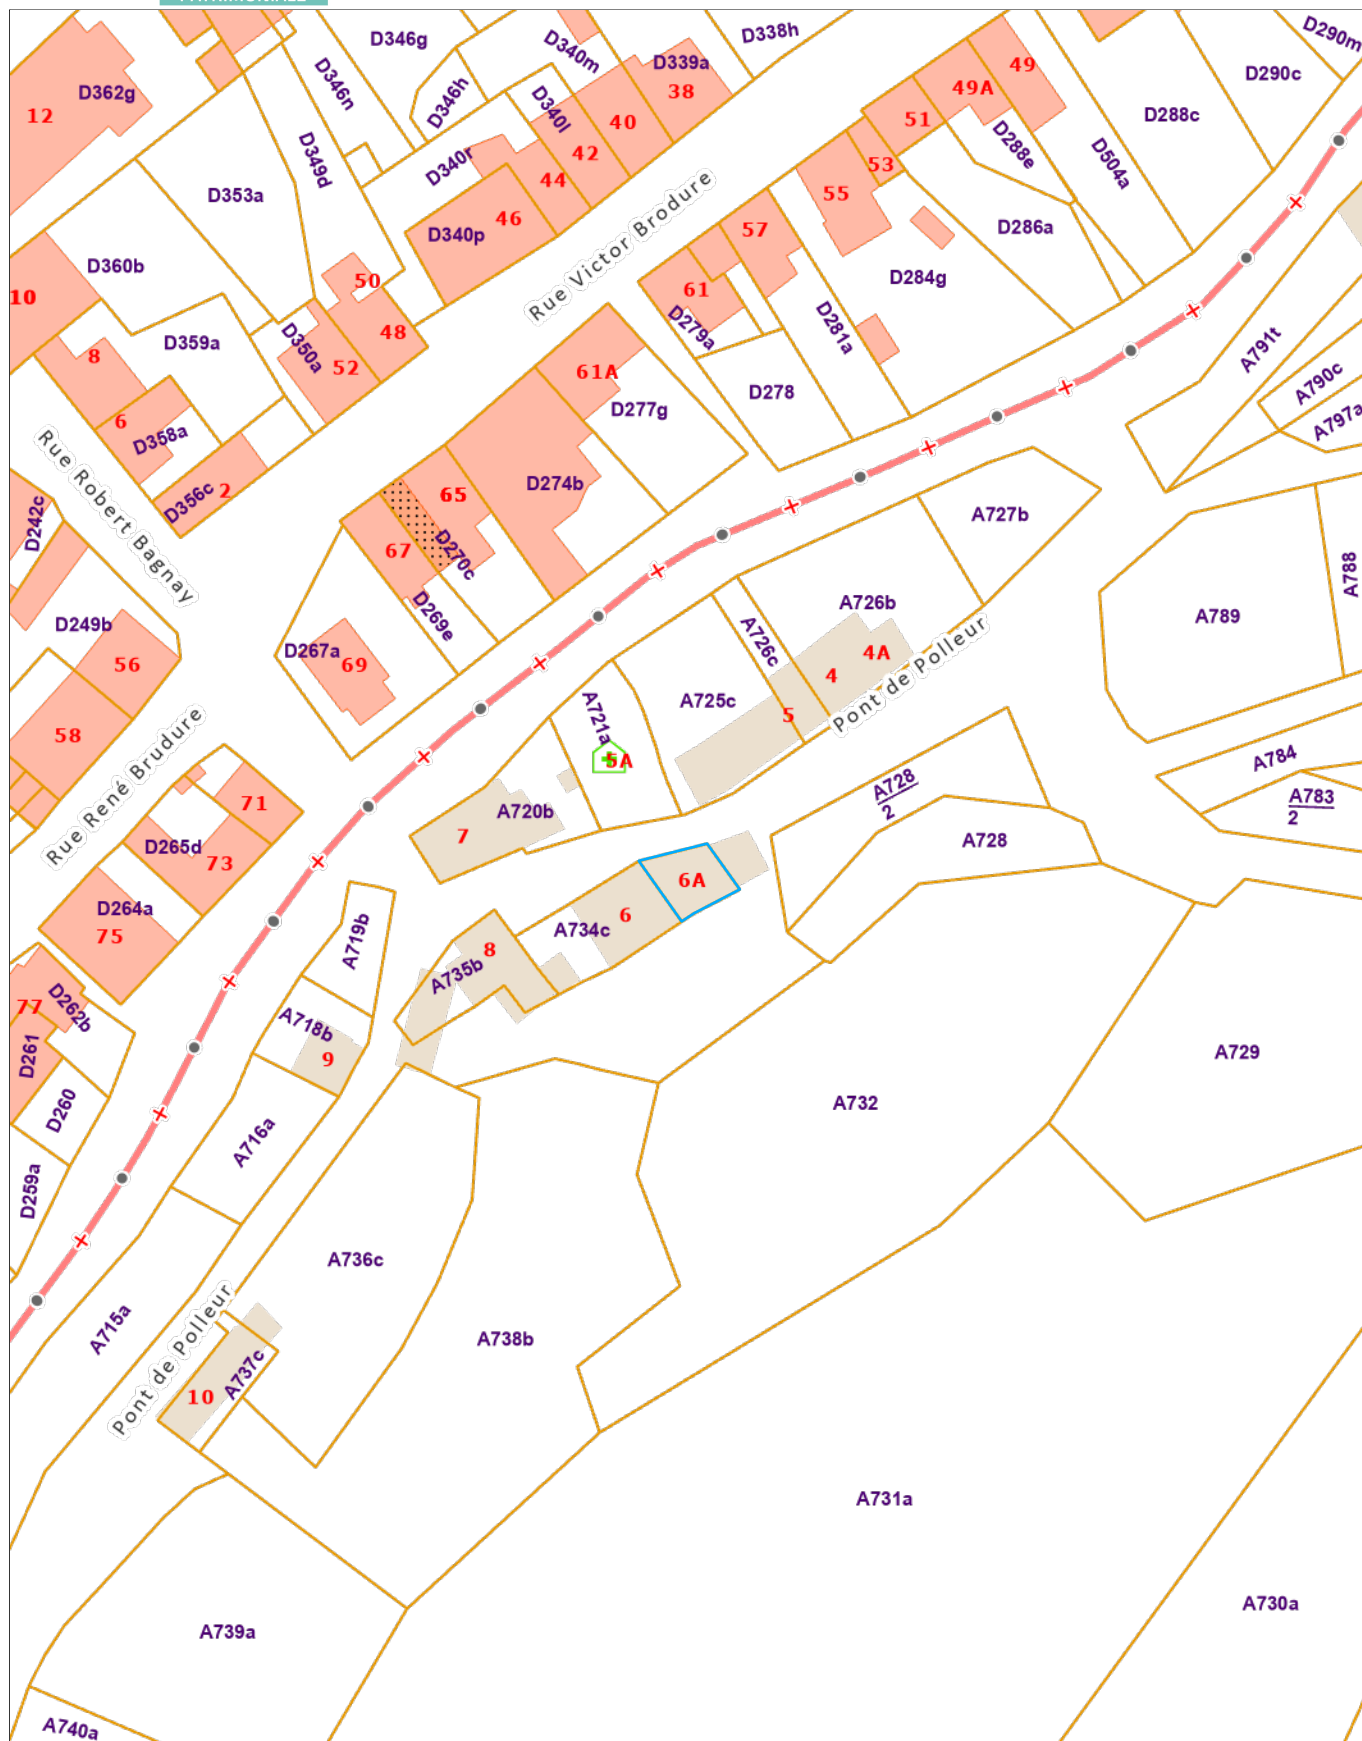 D346g
D338h
D290m
D340m
D339a
D290c
D362g
D346n
D346h
49
38
49A
12
D340l
40
51
D288c
D288e
42
D349d
D340r
53
D504a
44
D353a
55
46
D340p
57
D286a
Rue Victor Brodure
D360b
50
D284g
10
61
D279a
D281a
48
D359a
D350a
8
52
A791t
61A
A790c
D278
D277g
6
A797a
D358a
Rue Robert Bagnay
2
D356c
D274b
65
D242c
A727b
67
D270c
A788
A726b
D269e
A789
D249b
A726c
D267a
56
69
4A
4
Pont de Polleur
A725c
A721a
5
58
Rue René Brudure
5A
A784
A728
2
A783
2
71
A720b
7
D265d
A728
73
6A
D264a
6
A734c
75
A719b
8
A735b
77
D262b
A718b
D261
9
A729
A732
D260
A716a
D259a
A736c
A715a
Pont de Polleur
A738b
A737c
10
A731a
A730a
A739a
A740a